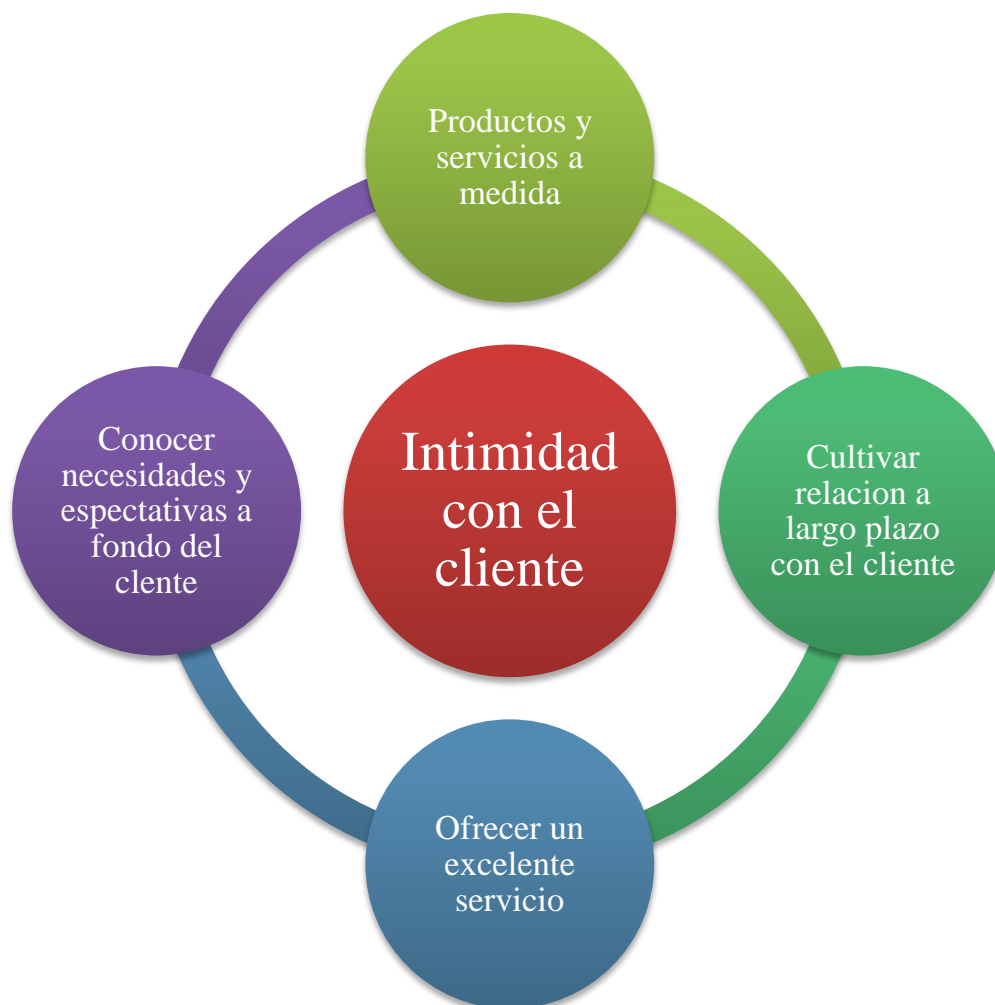 Productos y
servicios a
medida
Intimidad
con el
cliente
Cultivar
relacion a
largo plazo
con el cliente
Ofrecer un
excelente
servicio
Conocer
necesidades y
espectativas a
fondo del
clente